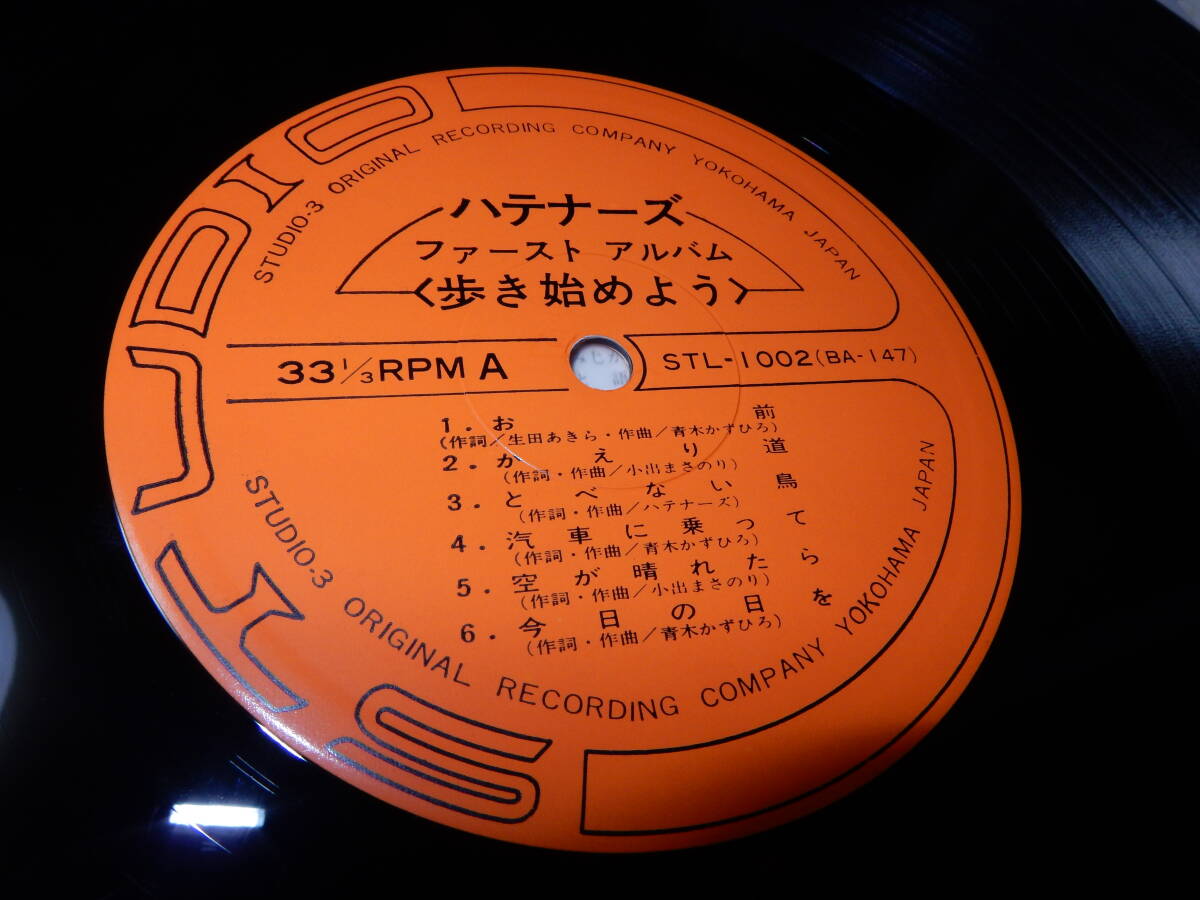 STUDIO
STUDIO-3 ORIGINAL RECORDING COMPANY YOKOHAMA JAPAN
ハテナーズ
ファースト アルバム
〈歩き始めよう〉
33 1/3 RPM A
STL-1002(BA-147)
1. お前
(作詞/生田あきら・作曲/青木かずひろ)
2. かえり道
(作詞・作曲/小出まさのり)
3. とべない鳥
(作詞・作曲/ハテナーズ)
4. 汽車に乗って
(作詞・作曲/青木かずひろ)
5. 空が晴れたら
(作詞・作曲/小出まさのり)
6. 今日の日を
(作詞・作曲/青木かずひろ)
STUDIO-3 ORIGINAL RECORDING COMPANY YOKOHAMA JAPAN